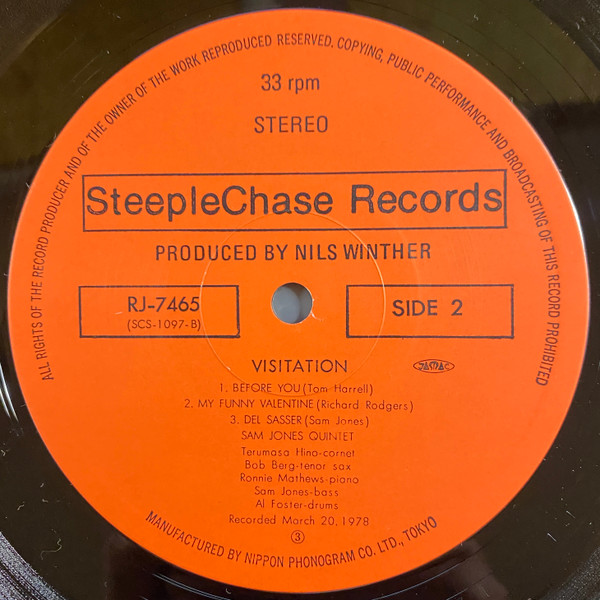 ALL RIGHTS OF THE RECORD PRODUCER AND OF THE OWNER OF THE WORK REPRODUCED RESERVED. COPYING, PUBLIC PERFORMANCE AND BROADCASTING OF THIS RECORD PROHIBITED
33 rpm
STEREO
SteepleChase Records
PRODUCED BY NILS WINTHER
RJ-7465
(SCS-1097-B)
SIDE 2
VISITATION
JASRAC
1. BEFORE YOU (Tom Harrell)
2. MY FUNNY VALENTINE (Richard Rodgers)
3. DEL SASSER (Sam Jones)
SAM JONES QUINTET
Terumasa Hino-cornet
Bob Berg-tenor sax
Ronnie Mathews-piano
Sam Jones-bass
Al Foster-drums
Recorded March 20, 1978
③
MANUFACTURED BY NIPPON PHONOGRAM CO. LTD., TOKYO